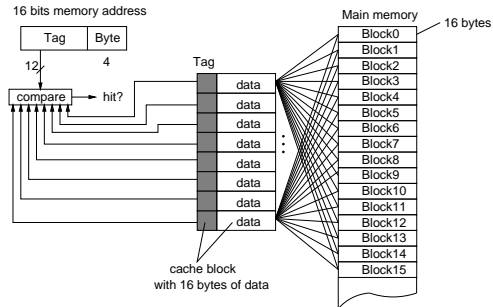 16 bits memory address
Tag Byte
12 4
compare hit?
Tag
data
data
data
data
data
data
data
data
cache block
with 16 bytes of data
Main memory
16 bytes
Block0
Block1
Block2
Block3
Block4
Block5
Block6
Block7
Block8
Block9
Block10
Block11
Block12
Block13
Block14
Block15